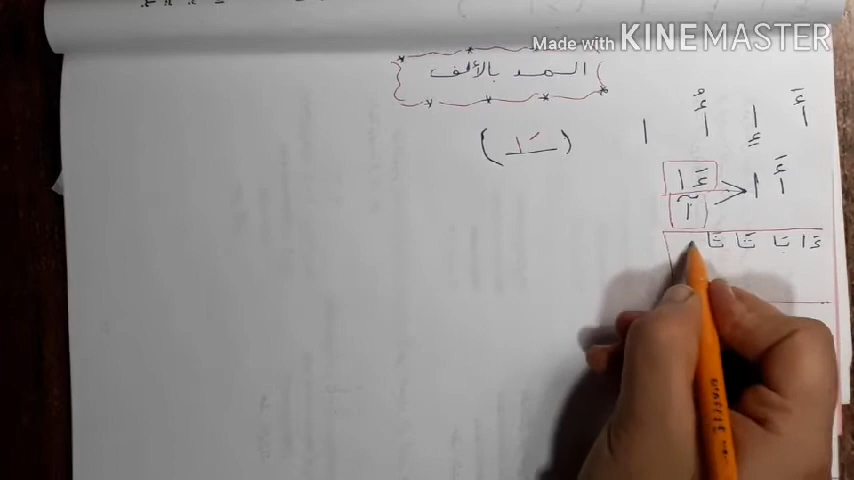 Made with KINEMASTER
المد بالألف
أَ إ أُ ا
(ـَـا)
أَ ا
ءَ ا
آ
ءَا بَا تَا ثَا